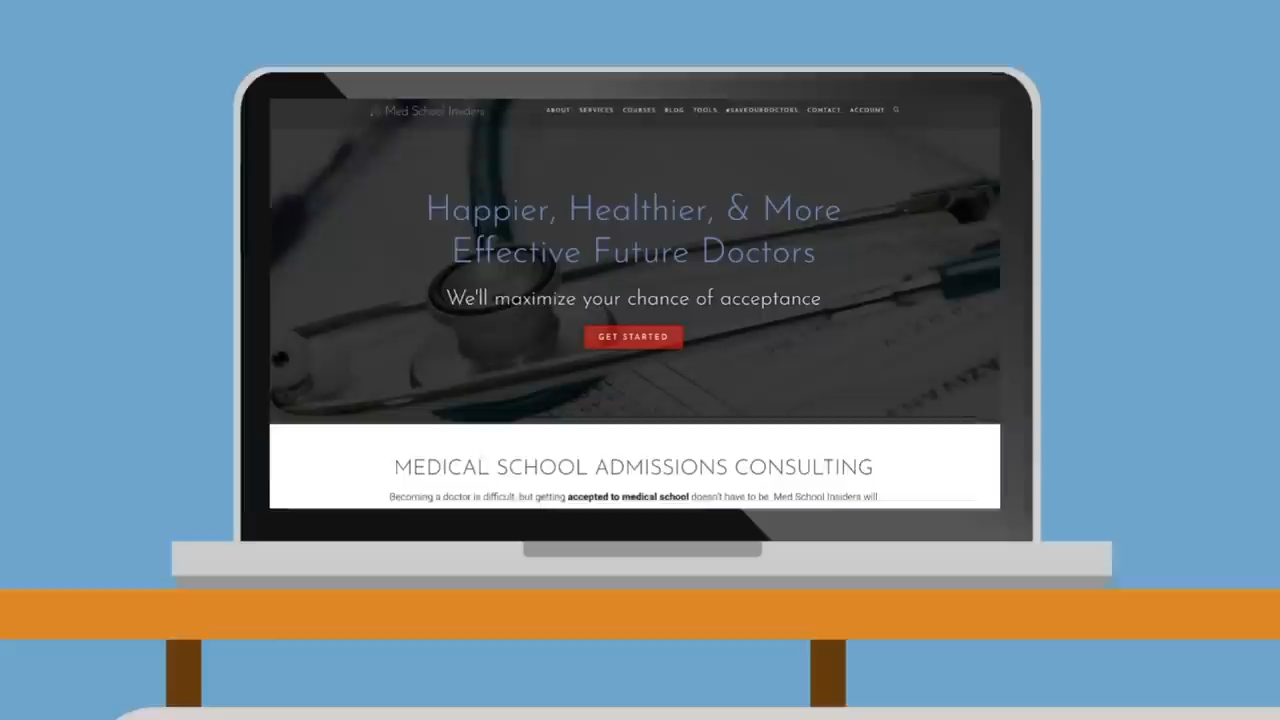 Med School Insiders
ABOUT SERVICES COURSES BLOG TOOLS #SAVEOURDOCTORS CONTACT ACCOUNT
Happier, Healthier, & More
Effective Future Doctors
We'll maximize your chance of acceptance
GET STARTED
MEDICAL SCHOOL ADMISSIONS CONSULTING
Becoming a doctor is difficult, but getting accepted to medical school doesn't have to be. Med School Insiders will